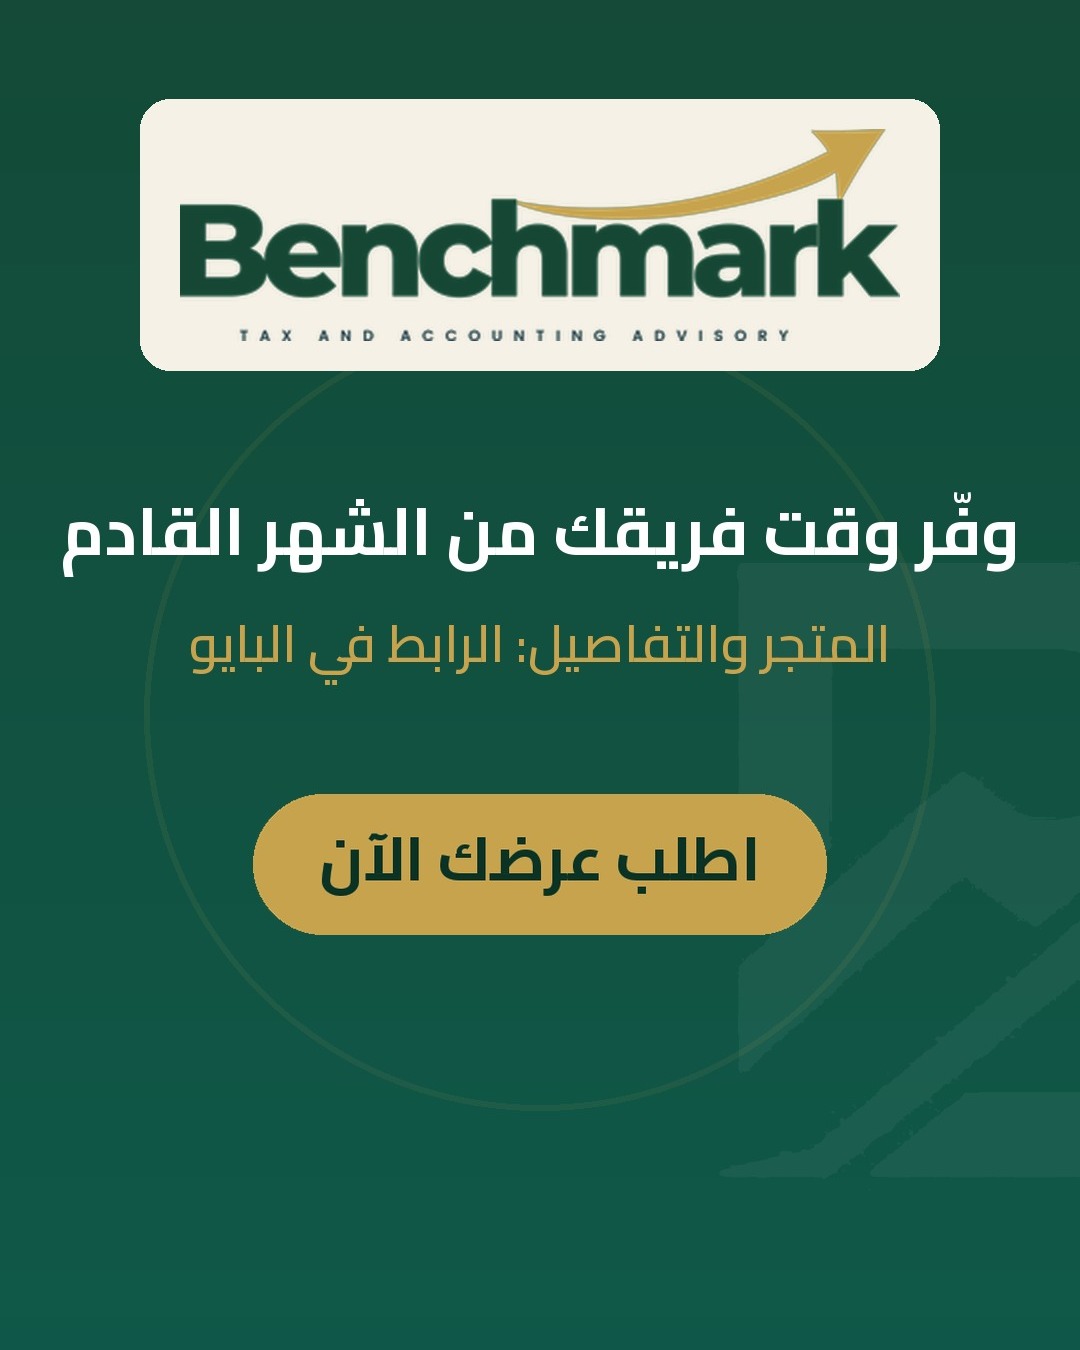 Benchmark
TAX AND ACCOUNTING ADVISORY
وفّر وقت فريقك من الشهر القادم
المتجر والتفاصيل: الرابط في البايو
اطلب عرضك الآن